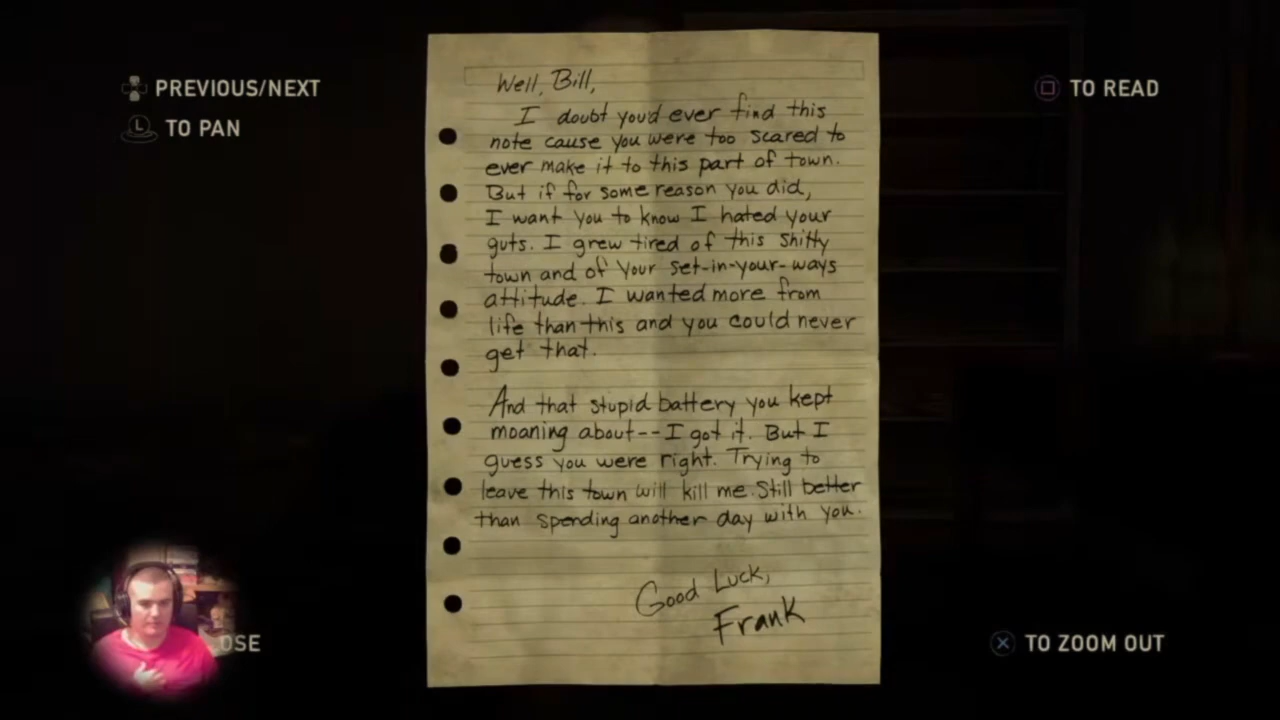 PREVIOUS/NEXT
L TO PAN
TO READ
Well, Bill,
I doubt you'd ever find this
note cause you were too scared to
ever make it to this part of town.
But if for some reason you did,
I want you to know I hated your
guts. I grew tired of this shitty
town and of your set-in-your-ways
attitude. I wanted more from
life than this and you could never
get that.
And that stupid battery you kept
moaning about--I got it. But I
guess you were right. Trying to
leave this town will kill me. Still better
than spending another day with you.
Good Luck,
Frank
OSE
TO ZOOM OUT